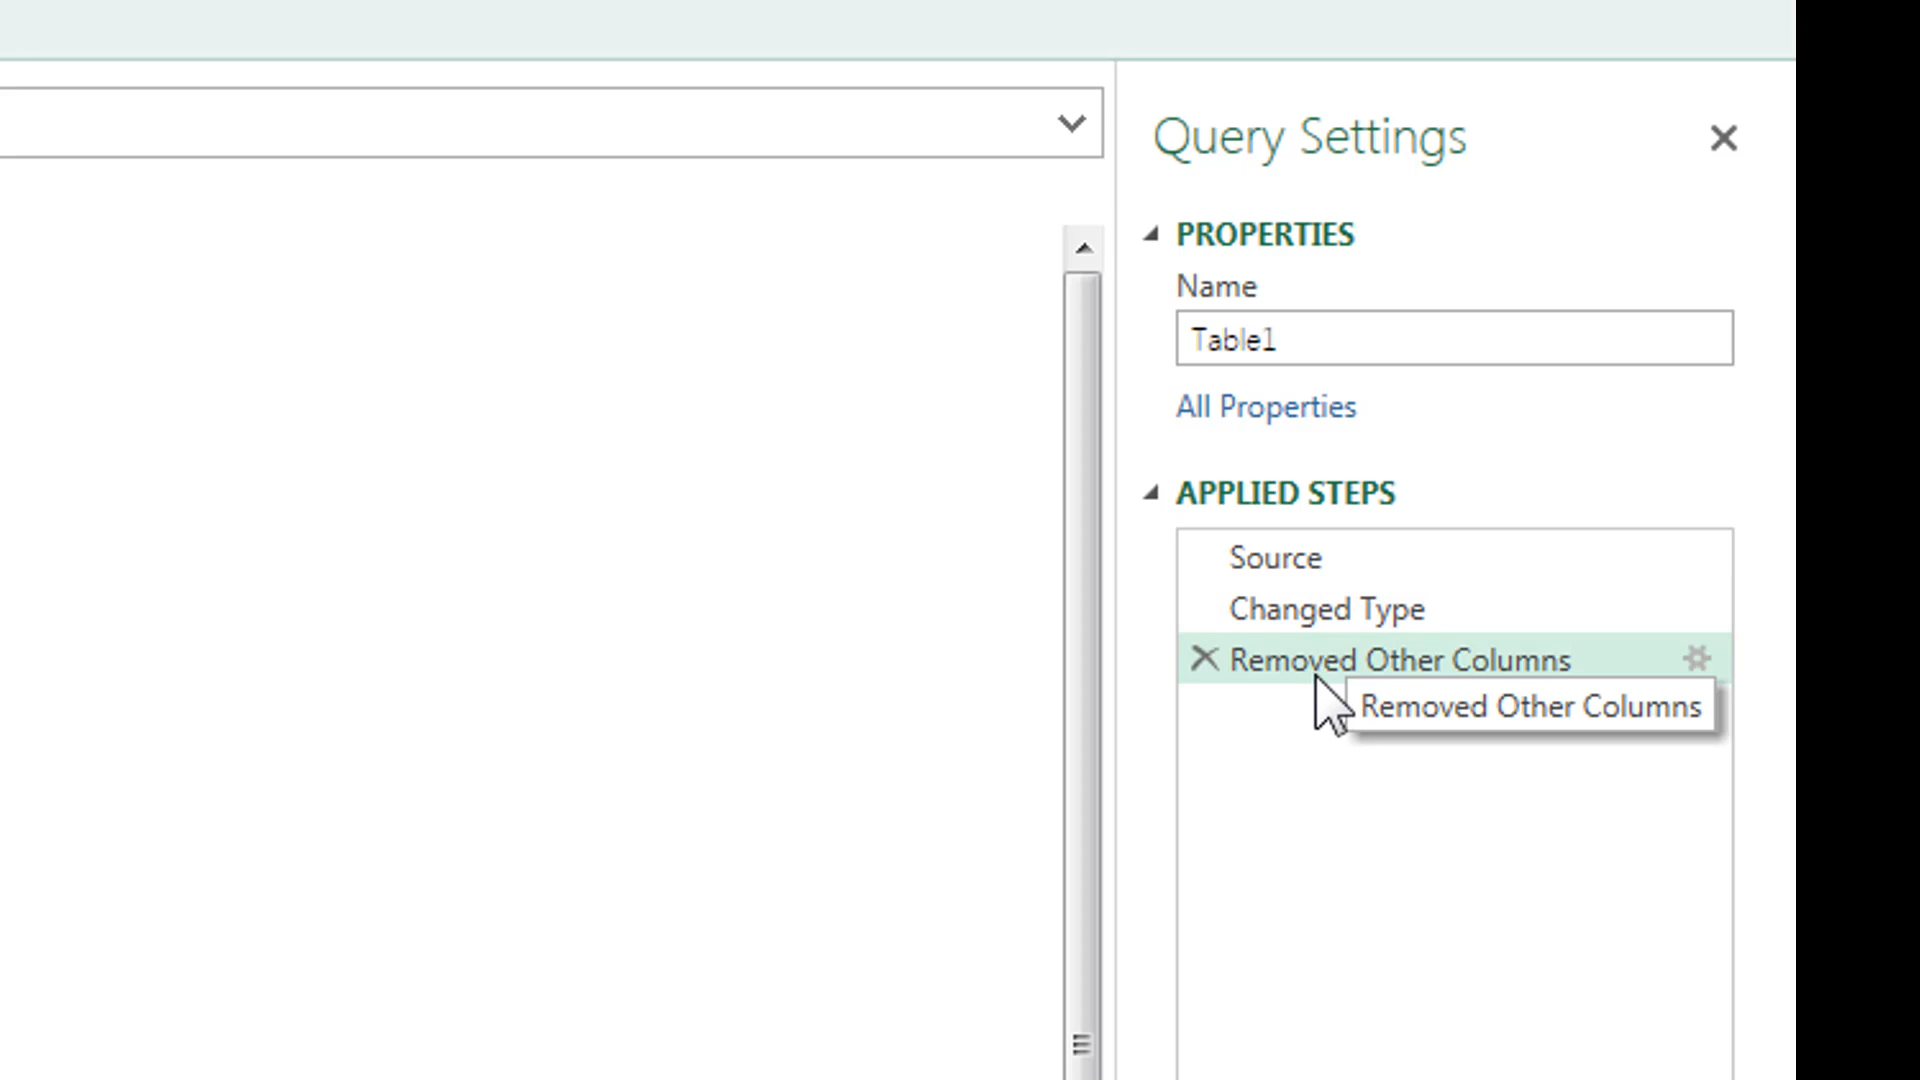 Query Settings
PROPERTIES
Name
Table1
All Properties
APPLIED STEPS
Source
Changed Type
Removed Other Columns
Removed Other Columns